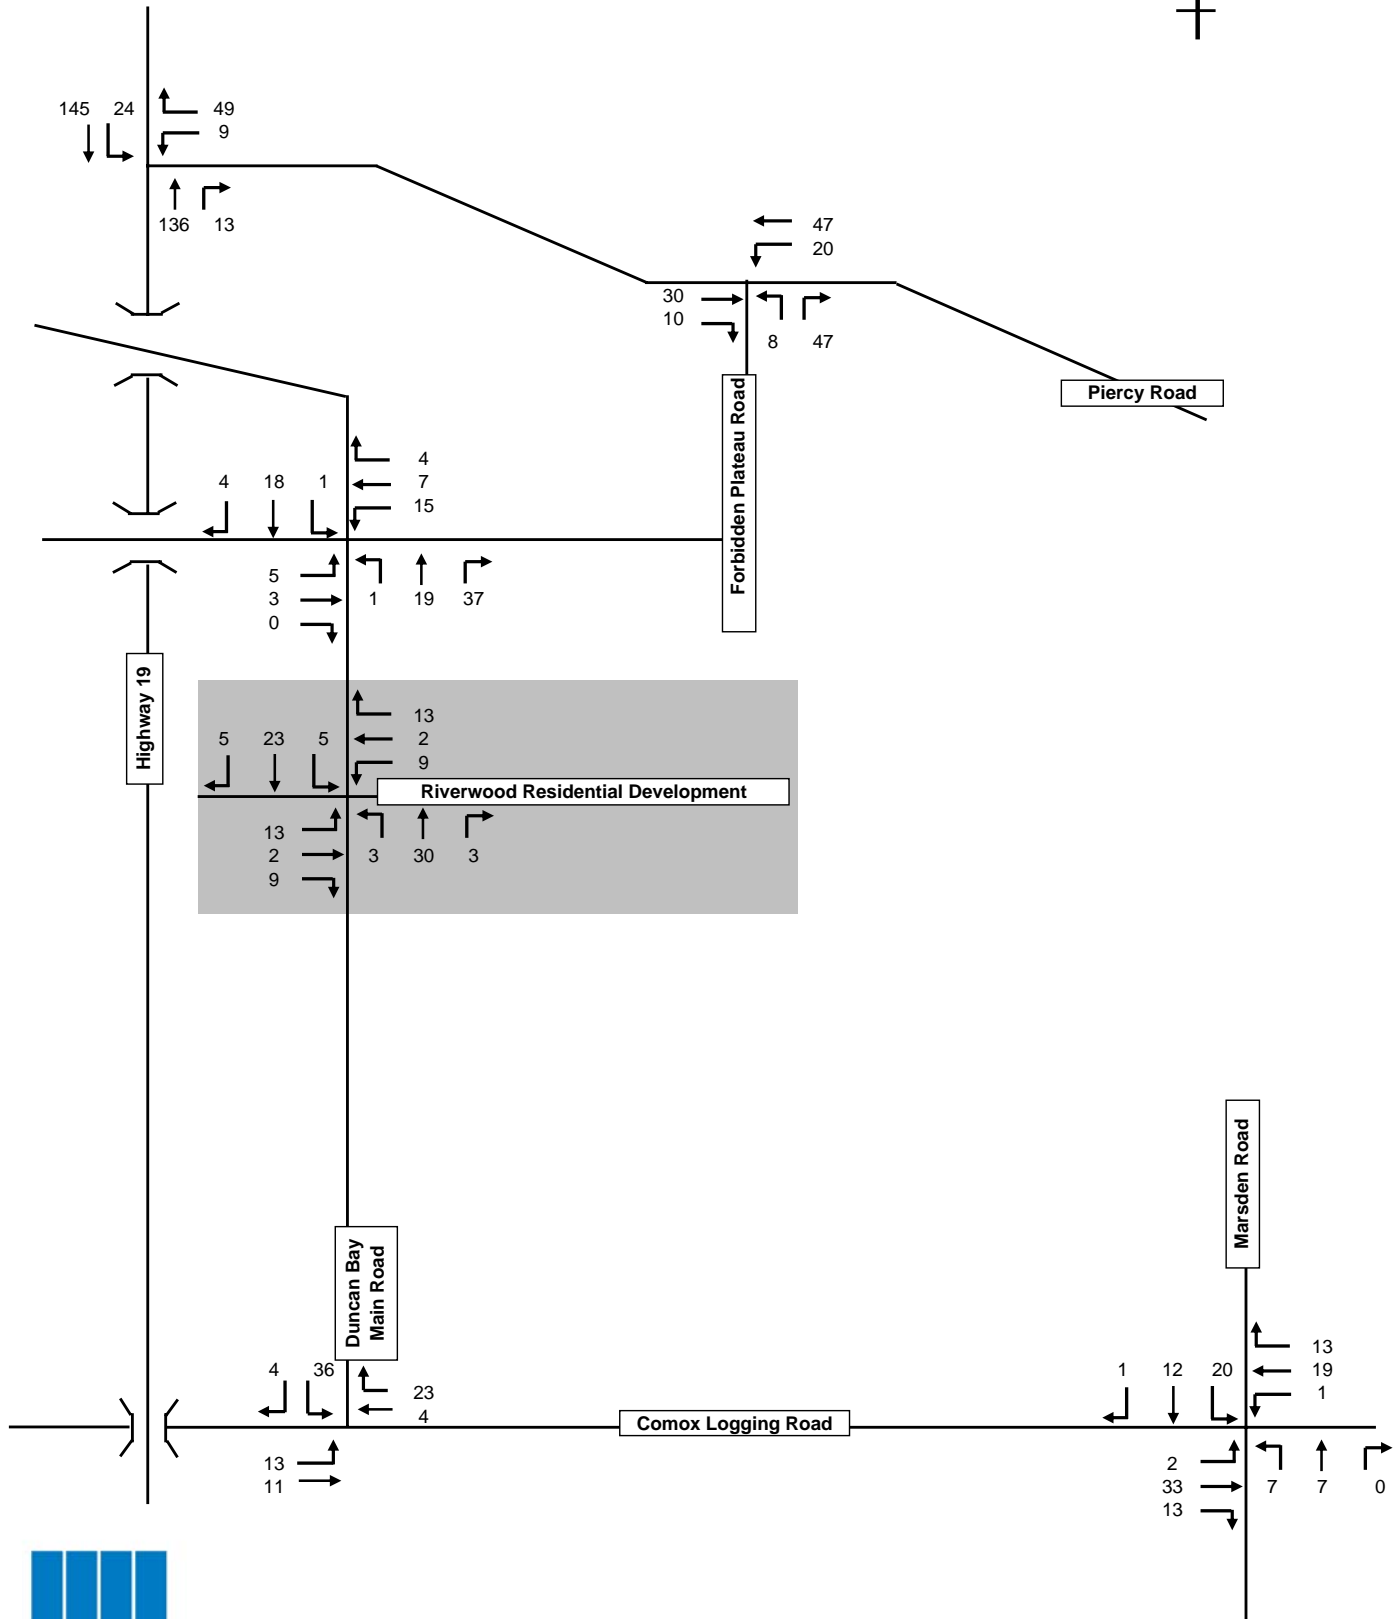 145 24 49
9
136 13
47
20
30
10
8 47
Piercy Road
Forbidden Plateau Road
4
4 18 1 7
15
5
3 1 19 37
0
Highway 19
13
5 23 5 2
9
Riverwood Residential Development
13
2 3 30 3
9
Marsden Road
Duncan Bay
Main Road
4 36
23
4
13
11
Comox Logging Road
13
1 12 20 19
1
2
33 7 7 0
13